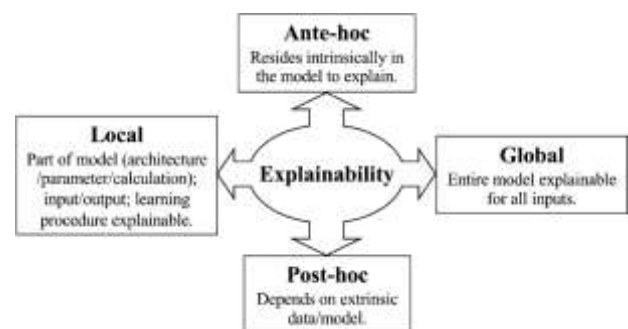 Ante-hoc
Resides intrinsically in
the model to explain.
Local
Part of model (architecture
/parameter/calculation);
input/output; learning
procedure explainable.
Explainability
Global
Entire model explainable
for all inputs.
Post-hoc
Depends on extrinsic
data/model.